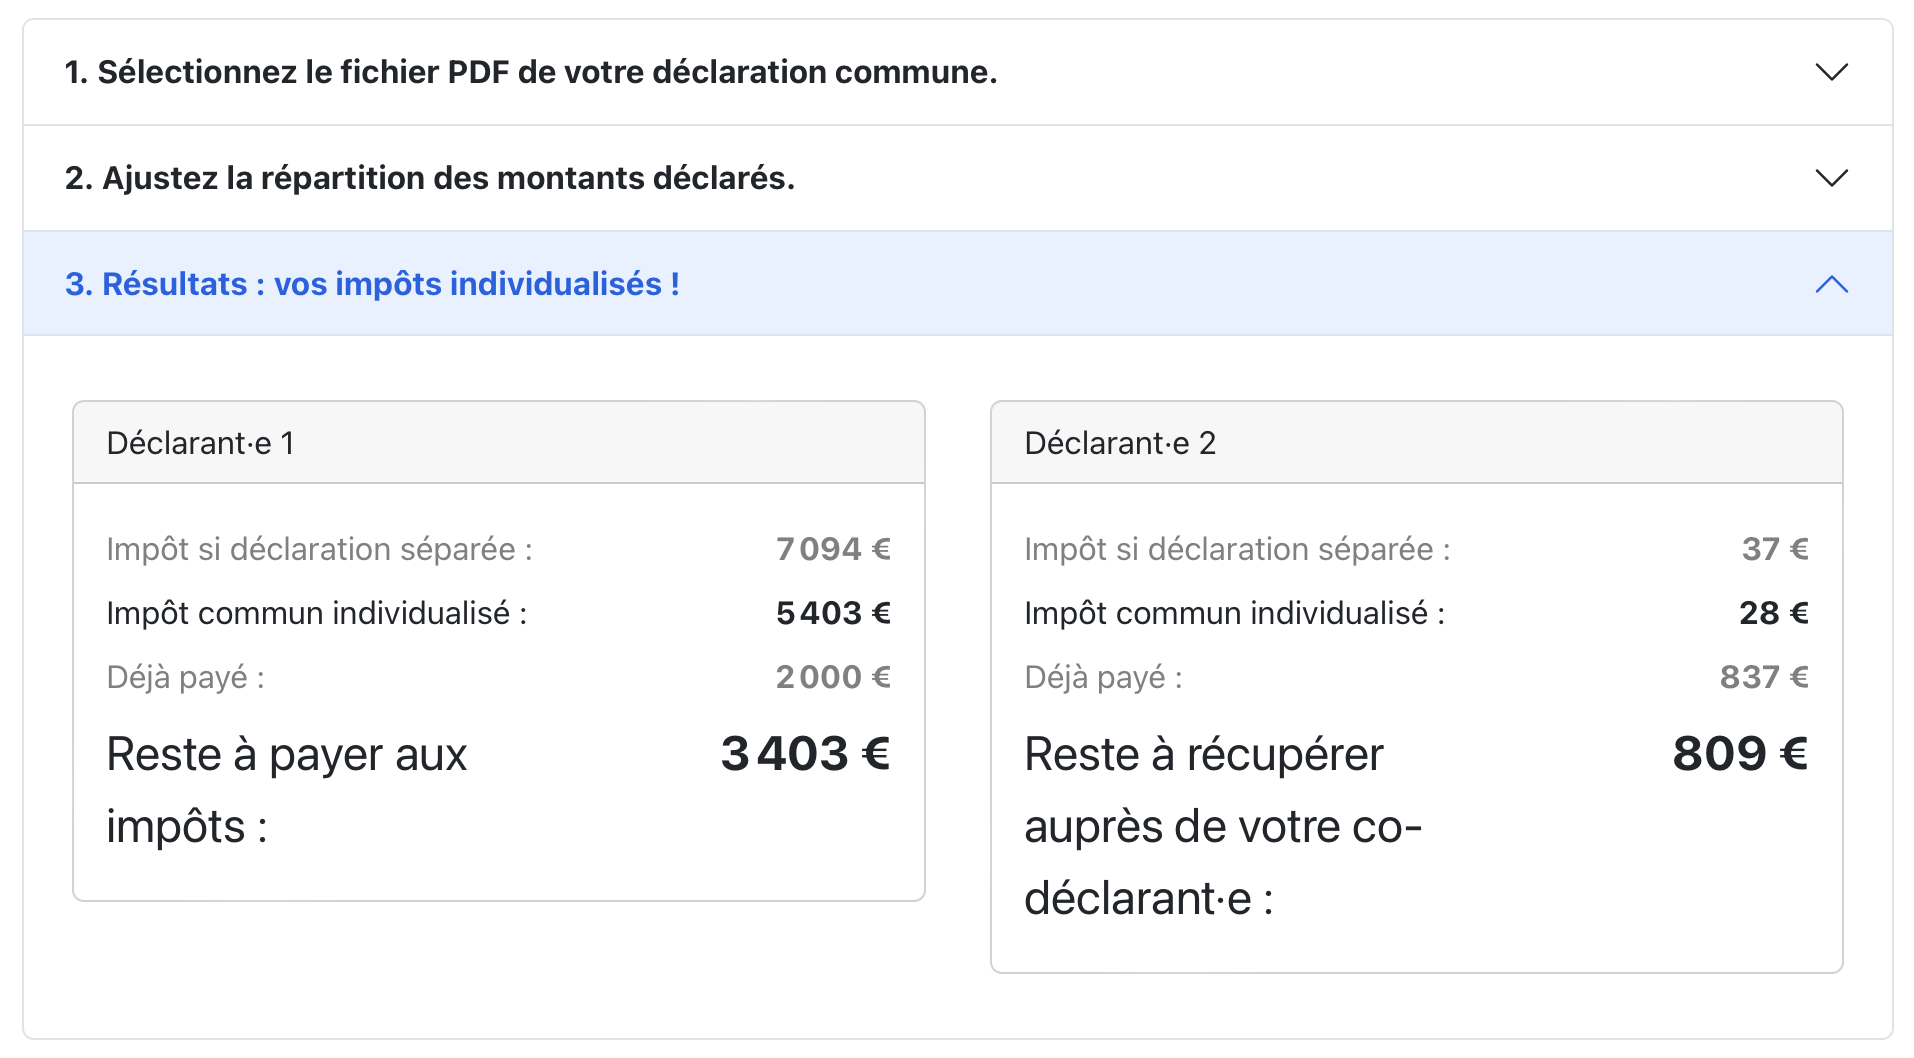 1. Sélectionnez le fichier PDF de votre déclaration commune.
2. Ajustez la répartition des montants déclarés.
3. Résultats : vos impôts individualisés !
Déclarant·e 1
Impôt si déclaration séparée : 7 094 €
Impôt commun individualisé : 5 403 €
Déjà payé : 2 000 €
Reste à payer aux 3 403 €
impôts :
Déclarant·e 2
Impôt si déclaration séparée : 37 €
Impôt commun individualisé : 28 €
Déjà payé : 837 €
Reste à récupérer 809 €
auprès de votre co-
déclarant·e :